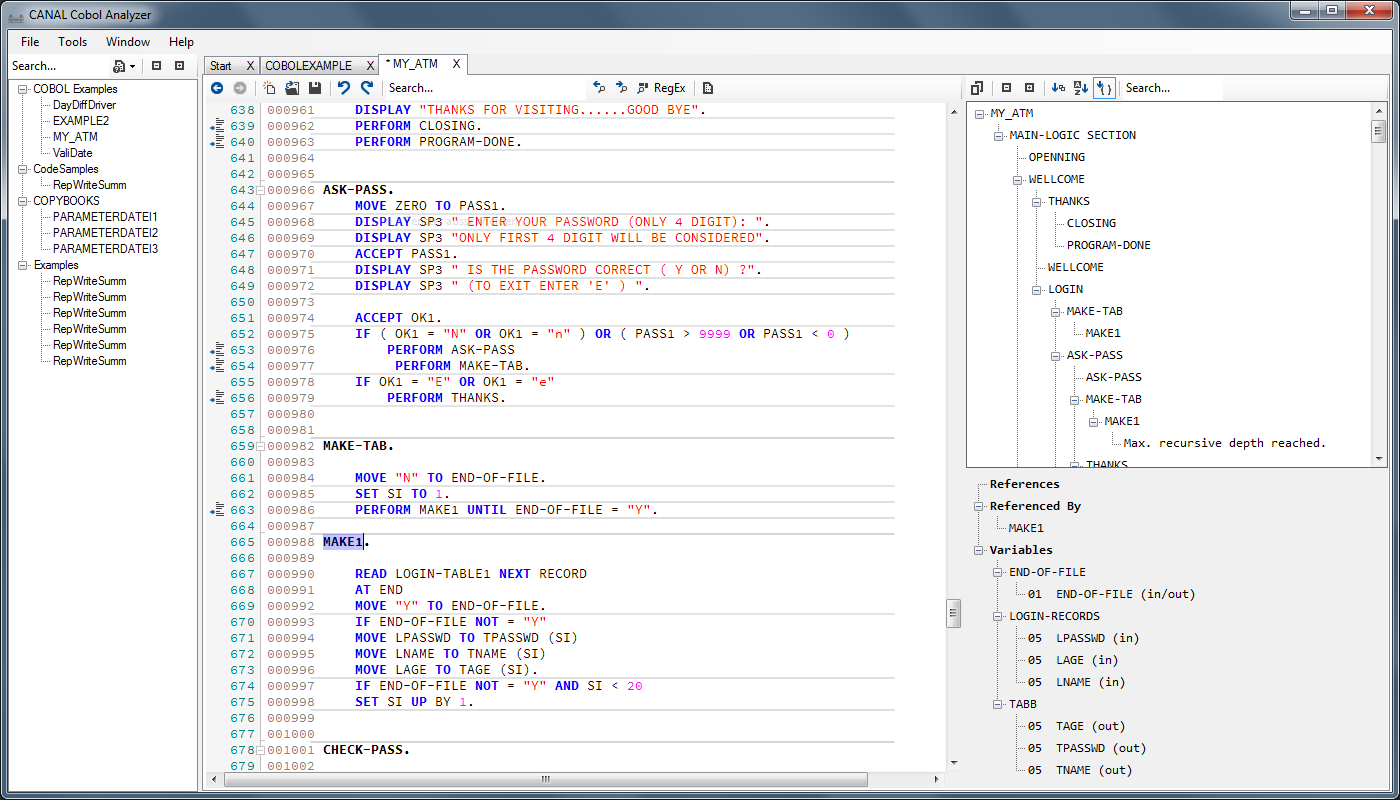 CANAL Cobol Analyzer
File Tools Window Help
Search...
COBOL Examples
DayDiffDriver
EXAMPLE2
MY_ATM
ValiDate
CodeSamples
RepWriteSumm
COPYBOOKS
PARAMETERDATEI1
PARAMETERDATEI2
PARAMETERDATEI3
Examples
RepWriteSumm
RepWriteSumm
RepWriteSumm
RepWriteSumm
RepWriteSumm
RepWriteSumm
Start X COBOLEXAMPLE X * MY_ATM X
Search... RegEx
638 000961 DISPLAY "THANKS FOR VISITING......GOOD BYE".
639 000962 PERFORM CLOSING.
640 000963 PERFORM PROGRAM-DONE.
641 000964
642 000965
643 000966 ASK-PASS.
644 000967 MOVE ZERO TO PASS1.
645 000968 DISPLAY SP3 " ENTER YOUR PASSWORD (ONLY 4 DIGIT): ".
646 000969 DISPLAY SP3 "ONLY FIRST 4 DIGIT WILL BE CONSIDERED".
647 000970 ACCEPT PASS1.
648 000971 DISPLAY SP3 " IS THE PASSWORD CORRECT ( Y OR N) ?".
649 000972 DISPLAY SP3 " (TO EXIT ENTER 'E' ) ".
650 000973
651 000974 ACCEPT OK1.
652 000975 IF ( OK1 = "N" OR OK1 = "n" ) OR ( PASS1 > 9999 OR PASS1 < 0 )
653 000976 PERFORM ASK-PASS
654 000977 PERFORM MAKE-TAB.
655 000978 IF OK1 = "E" OR OK1 = "e"
656 000979 PERFORM THANKS.
657 000980
658 000981
659 000982 MAKE-TAB.
660 000983
661 000984 MOVE "N" TO END-OF-FILE.
662 000985 SET SI TO 1.
663 000986 PERFORM MAKE1 UNTIL END-OF-FILE = "Y".
664 000987
665 000988 MAKE1.
666 000989
667 000990 READ LOGIN-TABLE1 NEXT RECORD
668 000991 AT END
669 000992 MOVE "Y" TO END-OF-FILE.
670 000993 IF END-OF-FILE NOT = "Y"
671 000994 MOVE LPASSWD TO TPASSWD (SI)
672 000995 MOVE LNAME TO TNAME (SI)
673 000996 MOVE LAGE TO TAGE (SI).
674 000997 IF END-OF-FILE NOT = "Y" AND SI < 20
675 000998 SET SI UP BY 1.
676 000999
677 001000
678 001001 CHECK-PASS.
679 001002
Search...
MY_ATM
MAIN-LOGIC SECTION
OPENNING
WELLCOME
THANKS
CLOSING
PROGRAM-DONE
WELLCOME
LOGIN
MAKE-TAB
MAKE1
ASK-PASS
ASK-PASS
MAKE-TAB
MAKE1
Max. recursive depth reached.
THANKS
References
Referenced By
MAKE1
Variables
END-OF-FILE
01 END-OF-FILE (in/out)
LOGIN-RECORDS
05 LPASSWD (in)
05 LAGE (in)
05 LNAME (in)
TABB
05 TAGE (out)
05 TPASSWD (out)
05 TNAME (out)